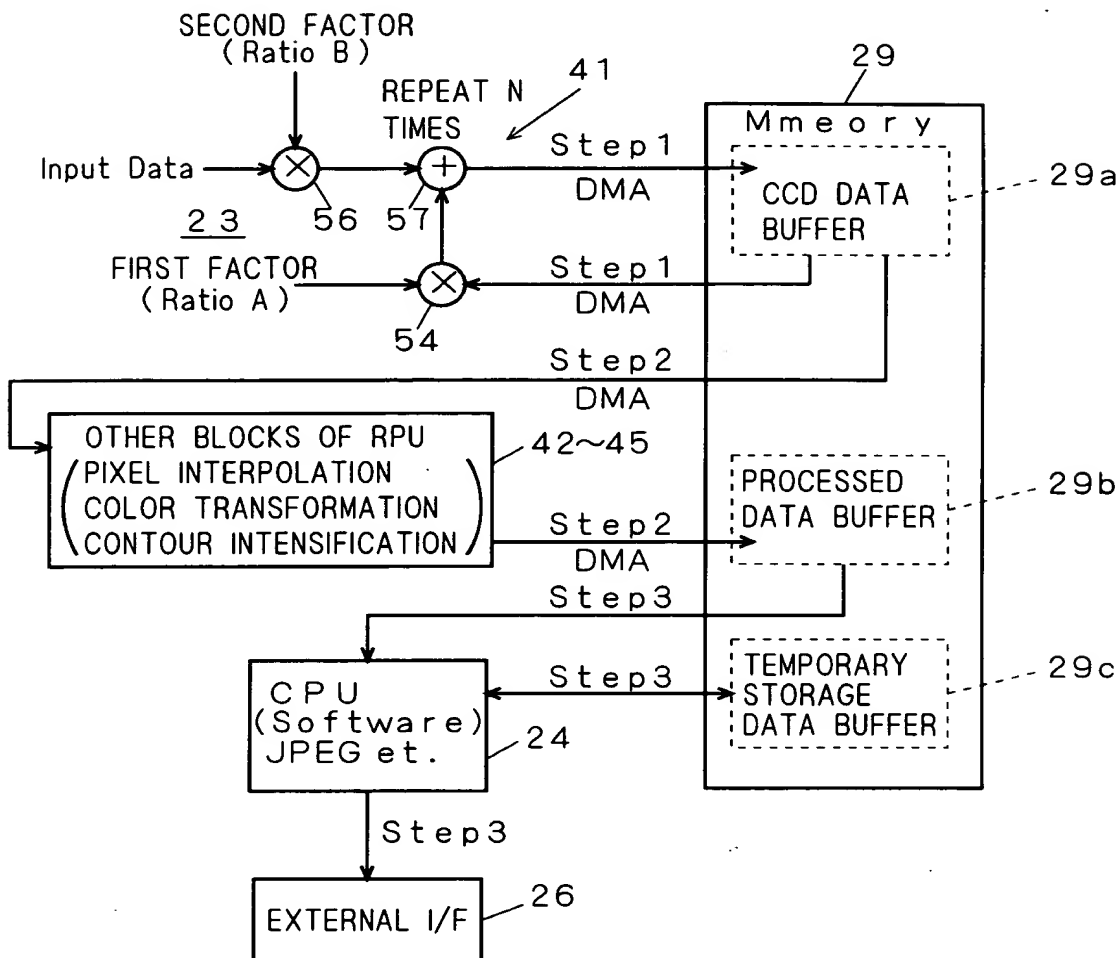 SECOND FACTOR
(Ratio B)
REPEAT N
TIMES
41
29
Mmeory
Input Data
×
56
+
57
Step1
DMA
CCD DATA
BUFFER
29a
23
FIRST FACTOR
(Ratio A)
×
54
Step1
DMA
Step2
DMA
OTHER BLOCKS OF RPU
(PIXEL INTERPOLATION
COLOR TRANSFORMATION
CONTOUR INTENSIFICATION)
42~45
Step2
DMA
PROCESSED
DATA BUFFER
29b
Step3
CPU
(Software)
JPEG et.
24
Step3
TEMPORARY
STORAGE
DATA BUFFER
29c
Step3
EXTERNAL I/F
26